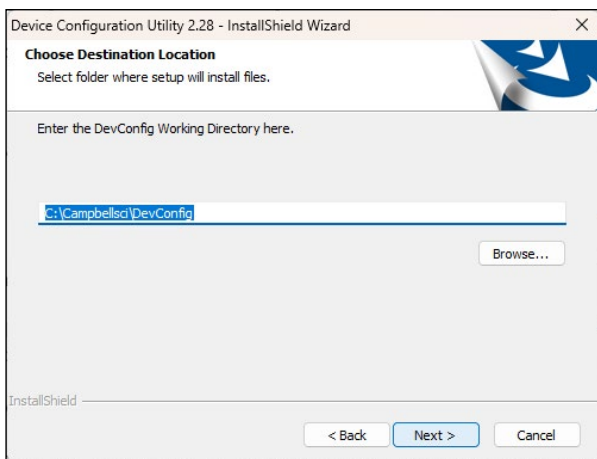 Device Configuration Utility 2.28 - InstallShield Wizard
Choose Destination Location
Select folder where setup will install files.
Enter the DevConfig Working Directory here.
C:\Campbellsci\DevConfig
Browse...
InstallShield
< Back Next > Cancel